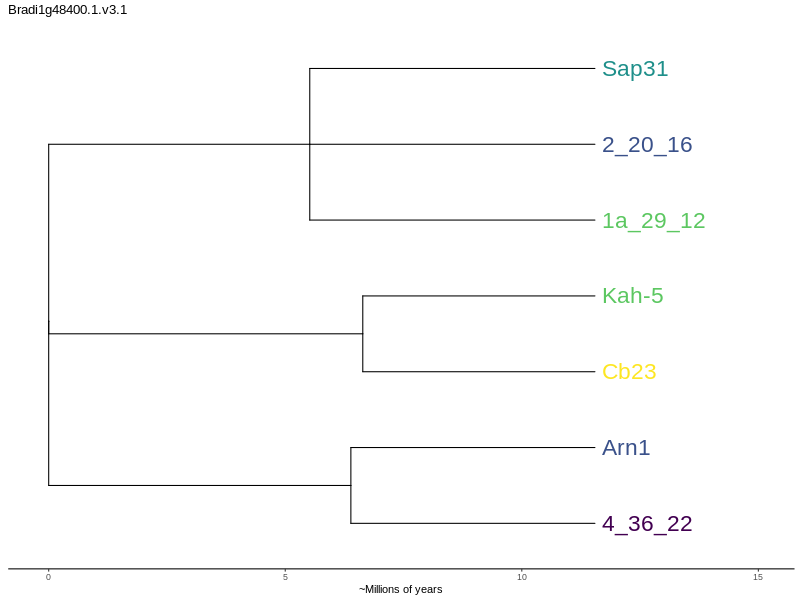 Bradi1g48400.1.v3.1
Sap31
2_20_16
1a_29_12
Kah-5
Cb23
Arn1
4_36_22
0 5 10 15
~Millions of years